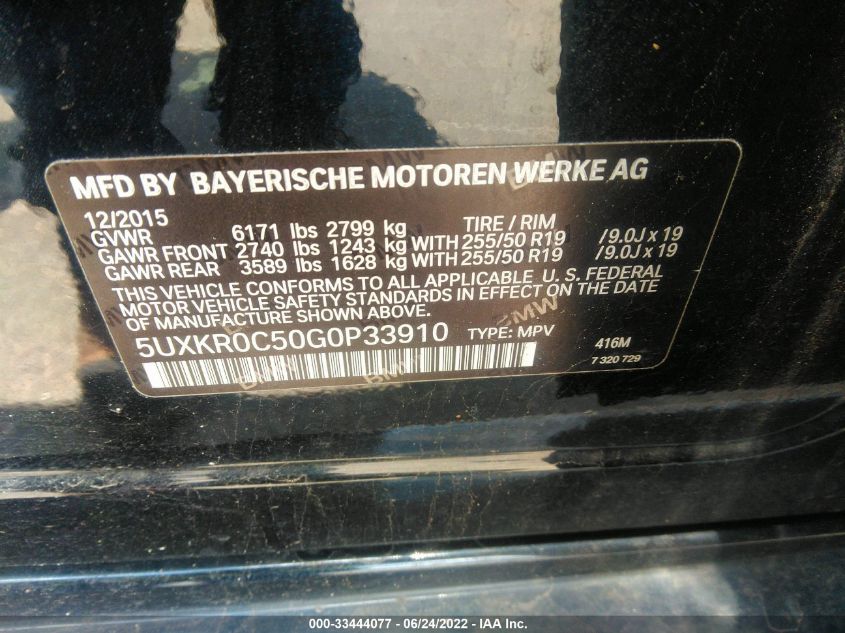 MFD BY BAYERISCHE MOTOREN WERKE AG
12/2015 TIRE / RIM
GVWR 6171 lbs 2799 kg
GAWR FRONT 2740 lbs 1243 kg WITH 255/50 R19 /9.0J x 19
GAWR REAR 3589 lbs 1628 kg WITH 255/50 R19 /9.0J x 19
THIS VEHICLE CONFORMS TO ALL APPLICABLE U. S. FEDERAL
MOTOR VEHICLE SAFETY STANDARDS IN EFFECT ON THE DATE
OF MANUFACTURE SHOWN ABOVE.
5UXKR0C50G0P33910 TYPE: MPV 416M
7 320 729
BMW
000-33444077 - 06/24/2022 - IAA Inc.